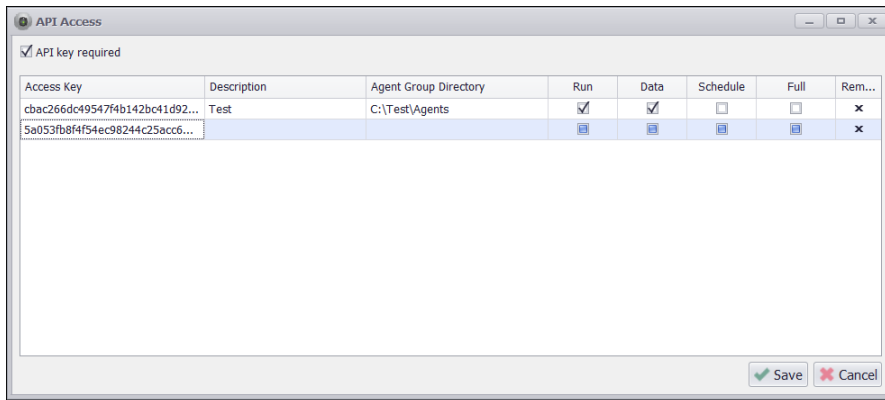 API Access
API key required
Access Key Description Agent Group Directory Run Data Schedule Full Rem...
cbac266dc49547f4b142bc41d92... Test C:\Test\Agents
5a053fb8f4f54ec98244c25acc6...
Save Cancel